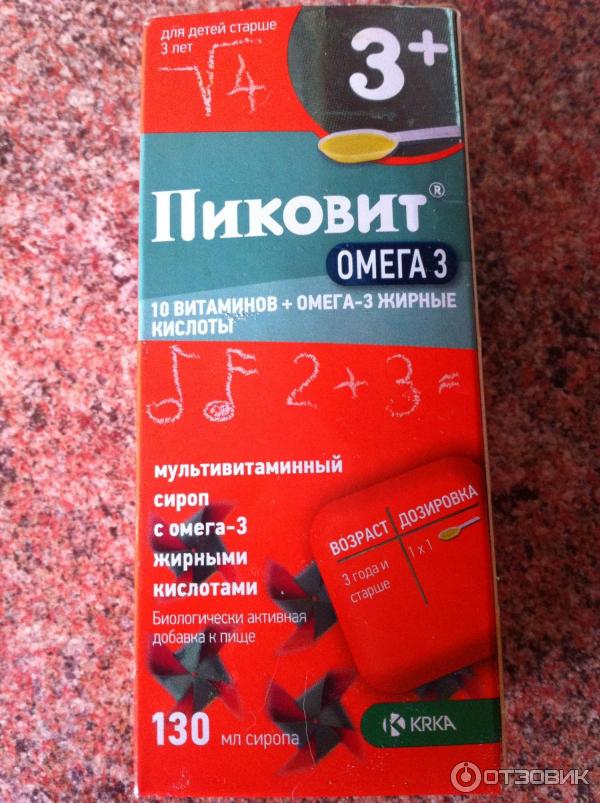 для детей старше
3 лет
√4
3+
Пиковит®
ОМЕГА 3
10 ВИТАМИНОВ + ОМЕГА-3 ЖИРНЫЕ
КИСЛОТЫ
2 + 3 =
мультивитаминный
сироп
с омега-3
жирными
кислотами
Биологически активная
добавка к пище
ВОЗРАСТ ДОЗИРОВКА
3 года и
старше
1 x 1
130 мл сиропа
KRKA
ОТЗОВИК